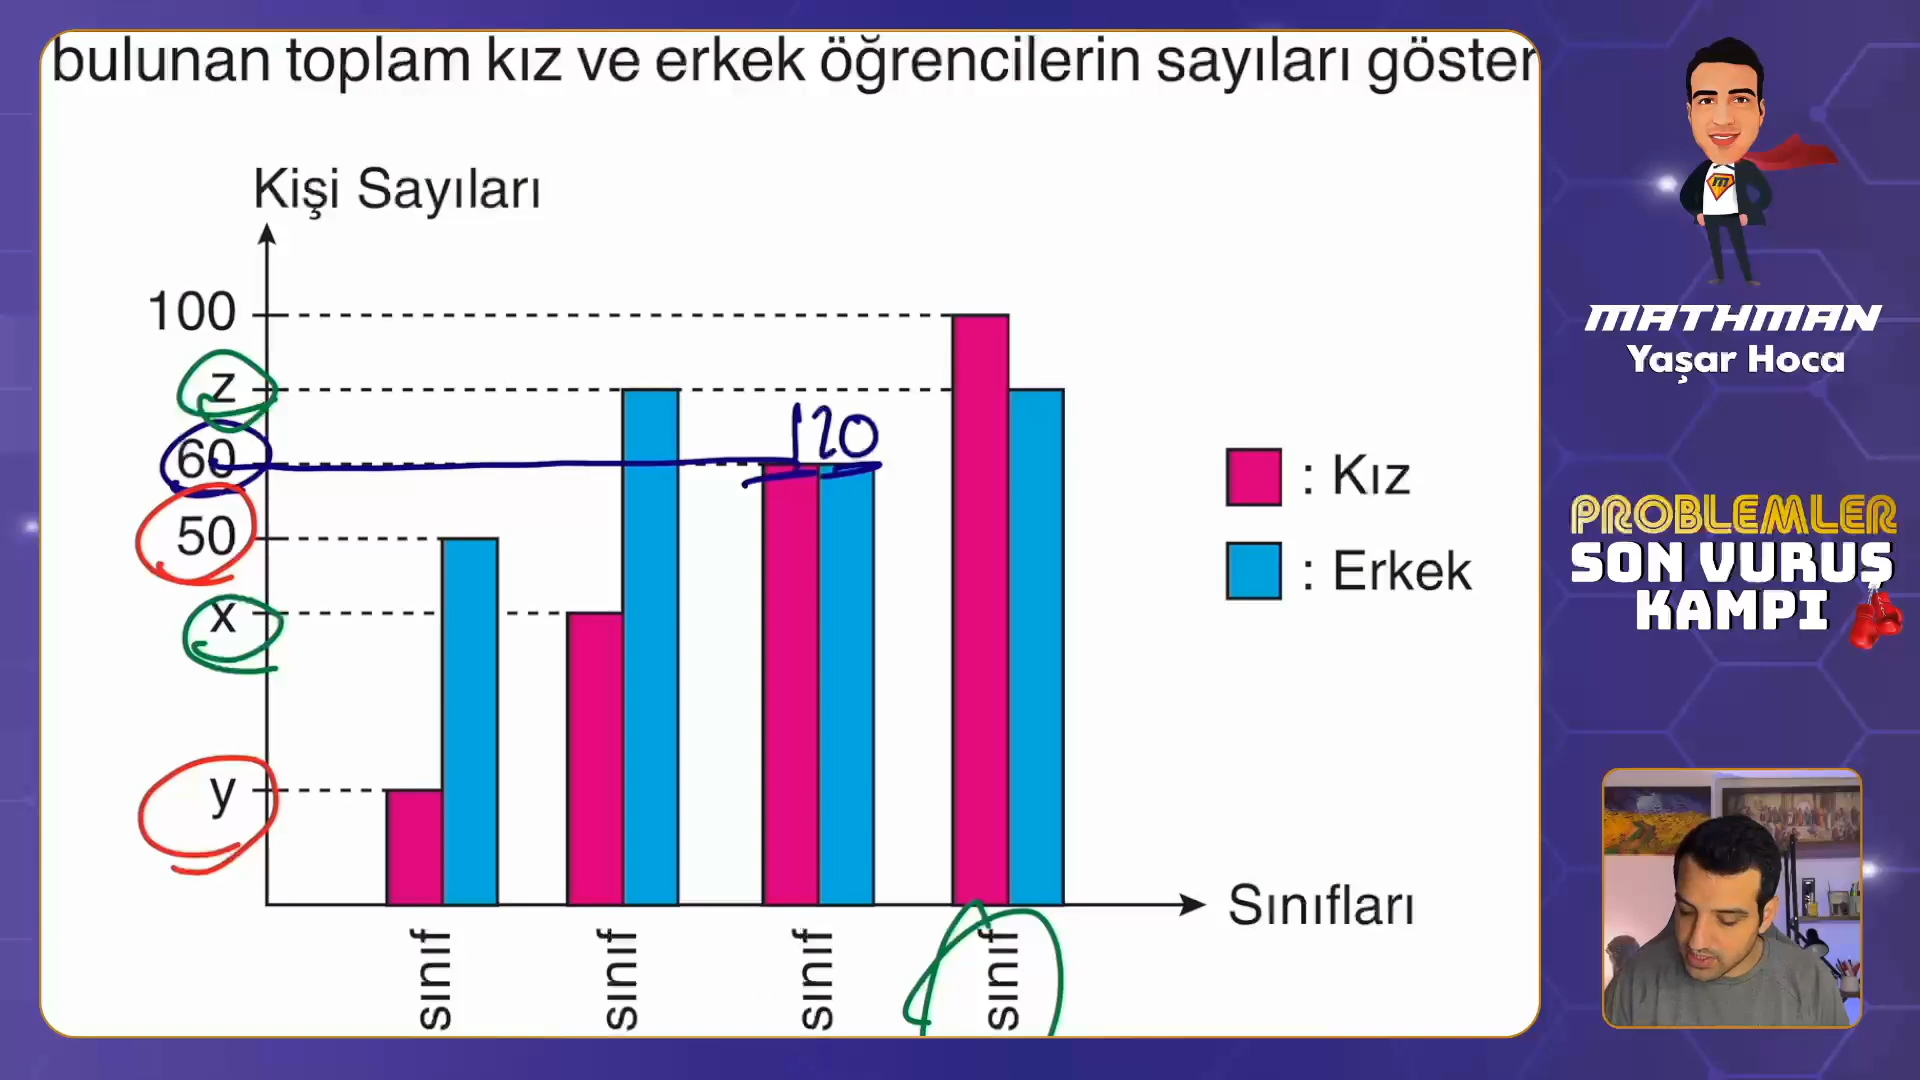 bulunan toplam kız ve erkek öğrencilerin sayıları göster
Kişi Sayıları
100
z
60
50
x
y
120
: Kız
: Erkek
Sınıfları
sınıf
sınıf
sınıf
sınıf
m
MATHMAN
Yaşar Hoca
PROBLEMLER
SON VURUŞ
KAMPI